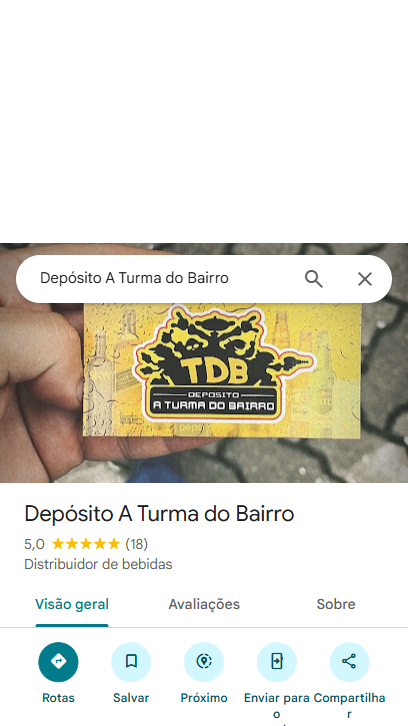 Depósito A Turma do Bairro
TDB
DEPOSITO
A TURMA DO BAIRRO
Depósito A Turma do Bairro
5,0 (18)
Distribuidor de bebidas
Visão geral Avaliações Sobre
Rotas Salvar Próximo Enviar para o Compartilhar